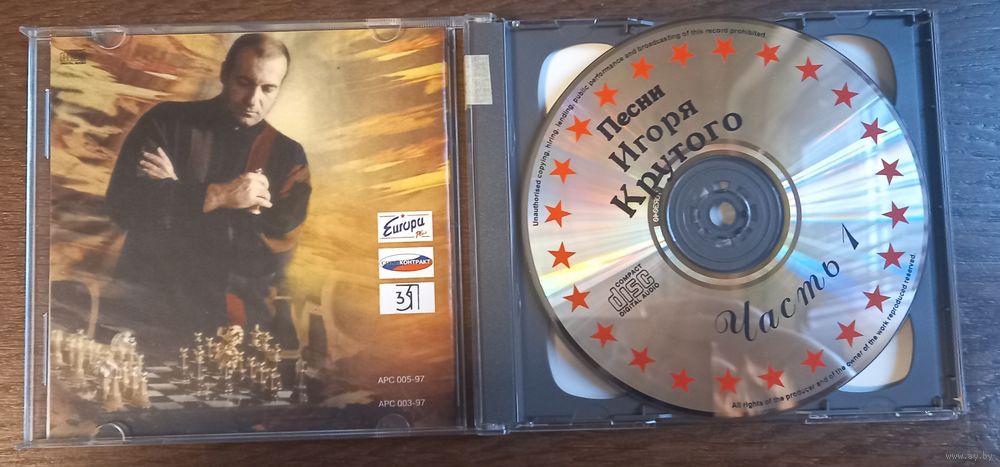 Europa
Plus
КОНТРАКТ
APC 005-97
APC 003-97
Unauthorised copying, hiring, lending, public performance and broadcasting of this record prohibited.
Песни
Игоря
Крутого
COMPACT
disc
DIGITAL AUDIO
Часть 1
All rights of the producer and of the owner of the work reproduced reserved.
www.ay.by